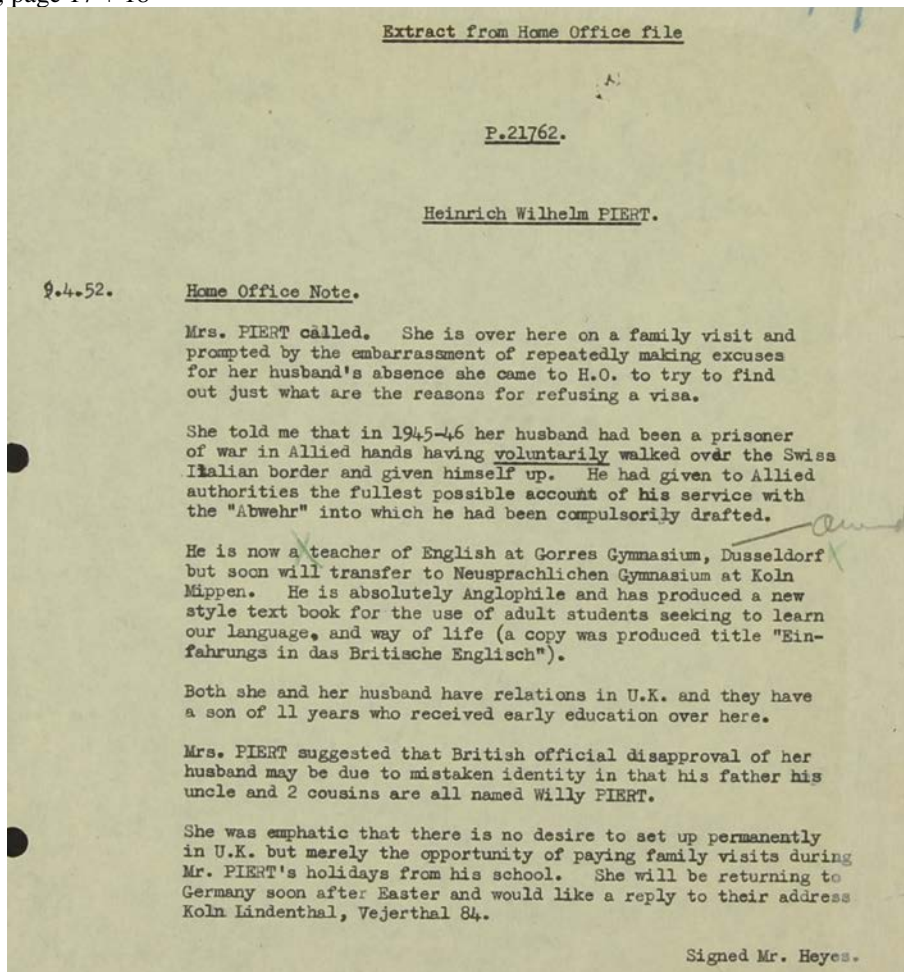 , page 17 + 18
Extract from Home Office file
P.21762.
Heinrich Wilhelm PIERT.
9.4.52.
Home Office Note.
Mrs. PIERT called. She is over here on a family visit and
prompted by the embarrassment of repeatedly making excuses
for her husband's absence she came to H.O. to try to find
out just what are the reasons for refusing a visa.
She told me that in 1945-46 her husband had been a prisoner
of war in Allied hands having voluntarily walked over the Swiss
Italian border and given himself up. He had given to Allied
authorities the fullest possible account of his service with
the "Abwehr" into which he had been compulsorily drafted.
He is now a teacher of English at Gorres Gymnasium, Dusseldorf
but soon will transfer to Neusprachlichen Gymnasium at Koln
Mippen. He is absolutely Anglophile and has produced a new
style text book for the use of adult students seeking to learn
our language, and way of life (a copy was produced title "Ein-
fahrungs in das Britische Englisch").
Both she and her husband have relations in U.K. and they have
a son of 11 years who received early education over here.
Mrs. PIERT suggested that British official disapproval of her
husband may be due to mistaken identity in that his father his
uncle and 2 cousins are all named Willy PIERT.
She was emphatic that there is no desire to set up permanently
in U.K. but merely the opportunity of paying family visits during
Mr. PIERT's holidays from his school. She will be returning to
Germany soon after Easter and would like a reply to their address
Koln Lindenthal, Vejerthal 84.
Signed Mr. Heyes.